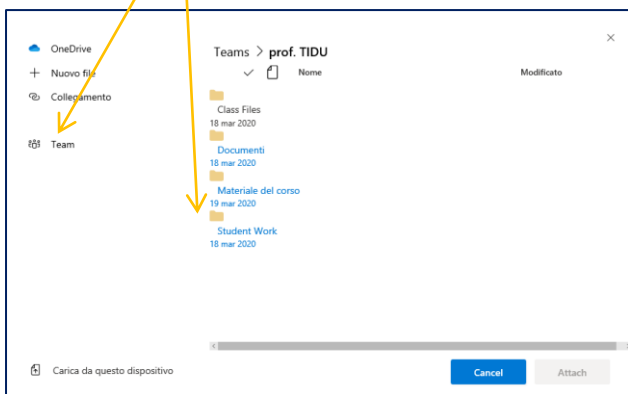 OneDrive
Nuovo file
Collegamento
Team
Teams > prof. TIDU
Nome Modificato
Class Files
18 mar 2020
Documenti
18 mar 2020
Materiale del corso
19 mar 2020
Student Work
18 mar 2020
Carica da questo dispositivo
Cancel Attach